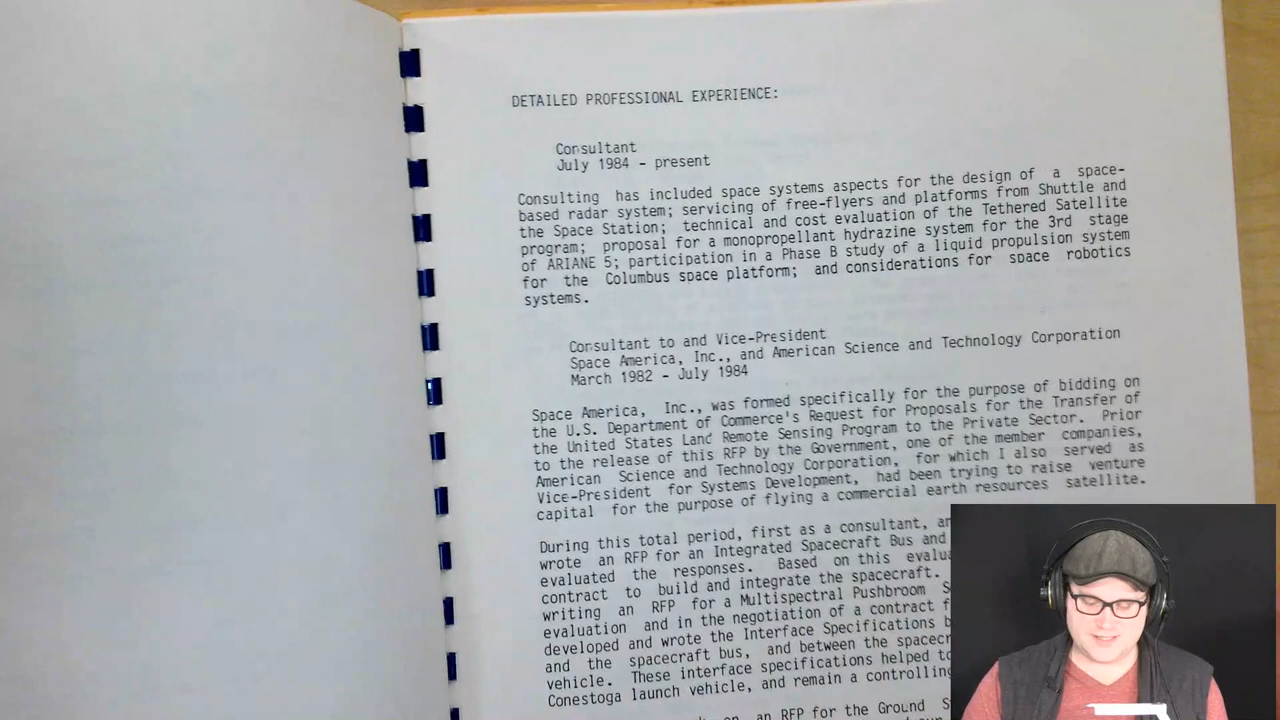 DETAILED PROFESSIONAL EXPERIENCE:
Consultant
July 1984 - present
Consulting has included space systems aspects for the design of a space-
based radar system; servicing of free-flyers and platforms from Shuttle and
the Space Station; technical and cost evaluation of the Tethered Satellite
program; proposal for a monopropellant hydrazine system for the 3rd stage
of ARIANE 5; participation in a Phase B study of a liquid propulsion system
for the Columbus space platform; and considerations for space robotics
systems.
Consultant to and Vice-President
Space America, Inc., and American Science and Technology Corporation
March 1982 - July 1984
Space America, Inc., was formed specifically for the purpose of bidding on
the U.S. Department of Commerce's Request for Proposals for the Transfer of
the United States Land Remote Sensing Program to the Private Sector. Prior
to the release of this RFP by the Government, one of the member companies,
American Science and Technology Corporation, for which I also served as
Vice-President for Systems Development, had been trying to raise venture
capital for the purpose of flying a commercial earth resources satellite.
During this total period, first as a consultant,
wrote an RFP for an Integrated Spacecraft Bus and
evaluated the responses. Based on this
contract to build and integrate the spacecraft.
writing an RFP for a Multispectral Pushbroom
evaluation and in the negotiation of a contract
developed and wrote the Interface Specifications
and the spacecraft bus, and between the
vehicle. These interface specifications helped to
Conestoga launch vehicle, and remain a controlling
an RFP for the Ground